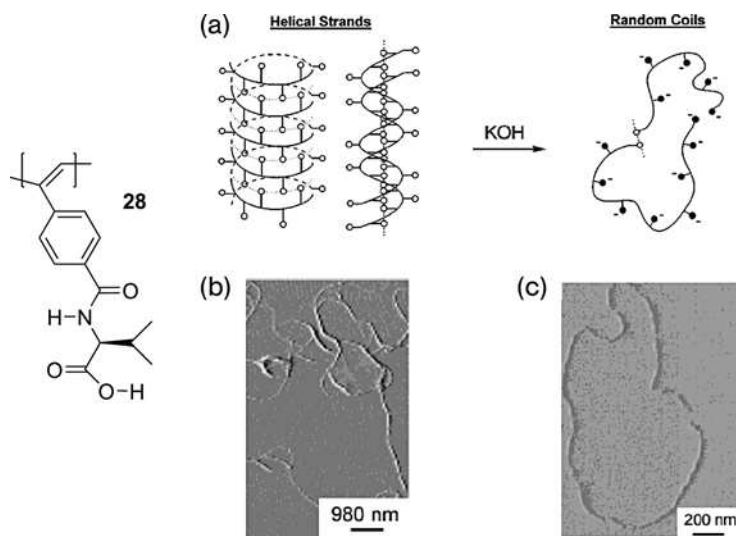 (a)
Helical Strands
Random Coils
KOH
28
O
H-N
O
O-H
(b)
(c)
980 nm
200 nm